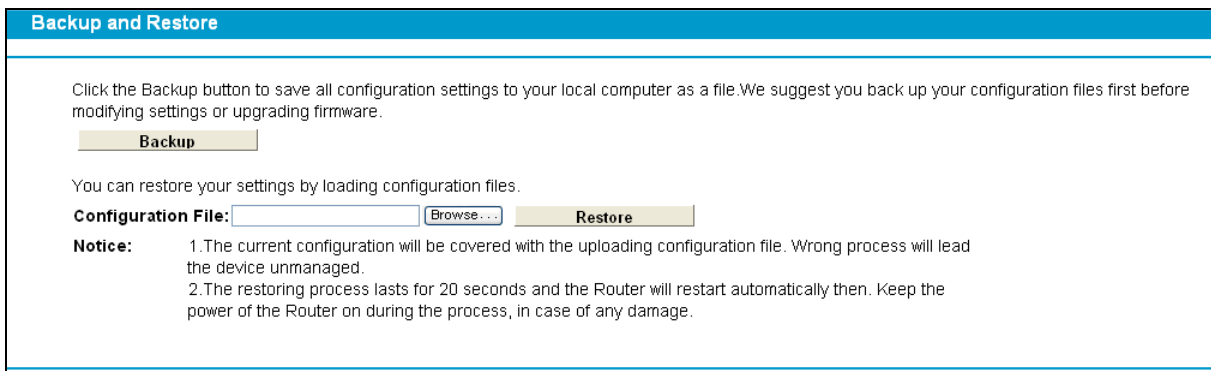 Backup and Restore
Click the Backup button to save all configuration settings to your local computer as a file.We suggest you back up your configuration files first before
modifying settings or upgrading firmware.
Backup
You can restore your settings by loading configuration files.
Configuration File: Browse... Restore
Notice: 1.The current configuration will be covered with the uploading configuration file. Wrong process will lead
the device unmanaged.
2.The restoring process lasts for 20 seconds and the Router will restart automatically then. Keep the
power of the Router on during the process, in case of any damage.